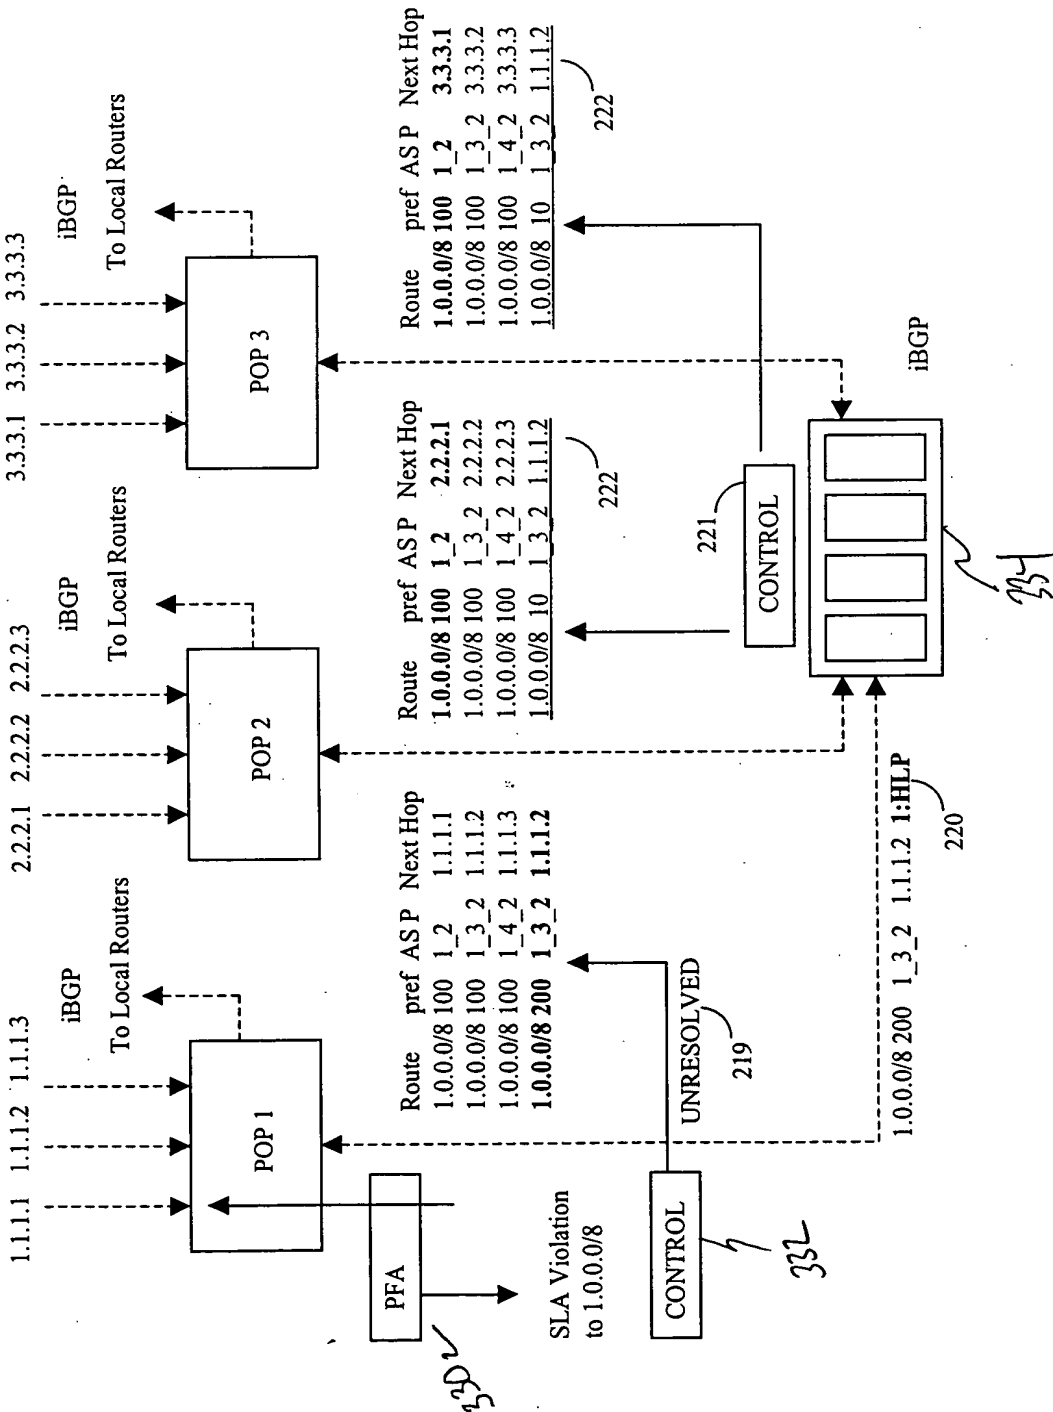 1.1.1.1 1.1.1.2 1.1.1.3
iBGP
To Local Routers
POP 1
PFA
330
SLA Violation
to 1.0.0.0/8
CONTROL
332
Route pref AS P Next Hop
1.0.0.0/8 100 1_2 1.1.1.1
1.0.0.0/8 100 1_3_2 1.1.1.2
1.0.0.0/8 100 1_4_2 1.1.1.3
1.0.0.0/8 200 1_3_2 1.1.1.2
UNRESOLVED
219
1.0.0.0/8 200 1_3_2 1.1.1.2 1:HLP
220
2.2.2.1 2.2.2.2 2.2.2.3
iBGP
To Local Routers
POP 2
Route pref AS P Next Hop
1.0.0.0/8 100 1_2 2.2.2.1
1.0.0.0/8 100 1_3_2 2.2.2.2
1.0.0.0/8 100 1_4_2 2.2.2.3
1.0.0.0/8 10 1_3_2 1.1.1.2
222
221
CONTROL
334
3.3.3.1 3.3.3.2 3.3.3.3
iBGP
To Local Routers
POP 3
Route pref AS P Next Hop
1.0.0.0/8 100 1_2 3.3.3.1
1.0.0.0/8 100 1_3_2 3.3.3.2
1.0.0.0/8 100 1_4_2 3.3.3.3
1.0.0.0/8 10 1_3_2 1.1.1.2
222
iBGP